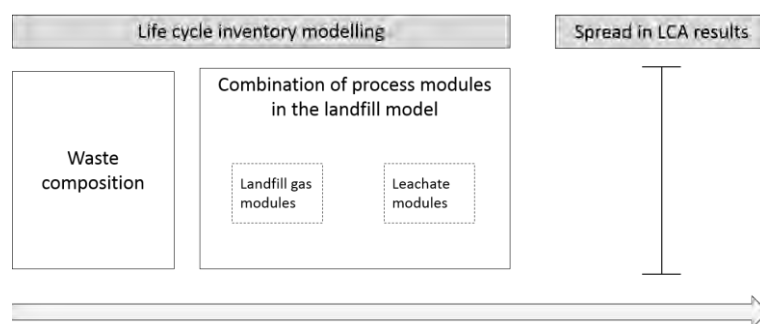 Life cycle inventory modelling
Spread in LCA results
Combination of process modules
in the landfill model
Waste
composition
Landfill gas
modules
Leachate
modules